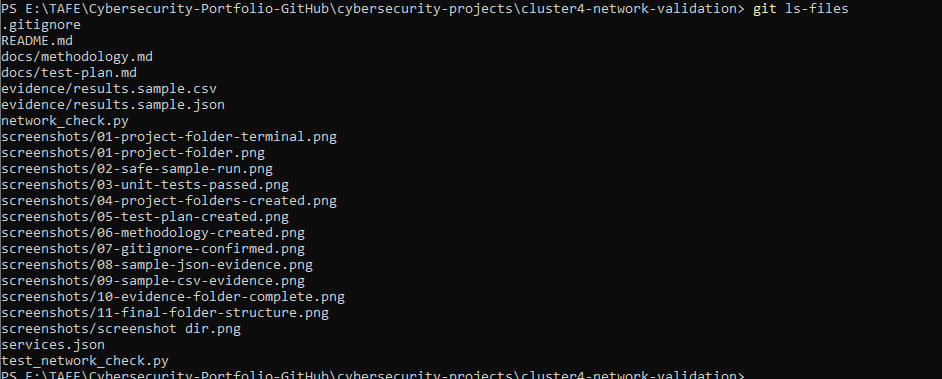 PS E:\TAFE\Cybersecurity-Portfolio-GitHub\cybersecurity-projects\cluster4-network-validation> git ls-files
.gitignore
README.md
docs/methodology.md
docs/test-plan.md
evidence/results.sample.csv
evidence/results.sample.json
network_check.py
screenshots/01-project-folder-terminal.png
screenshots/01-project-folder.png
screenshots/02-safe-sample-run.png
screenshots/03-unit-tests-passed.png
screenshots/04-project-folders-created.png
screenshots/05-test-plan-created.png
screenshots/06-methodology-created.png
screenshots/07-gitignore-confirmed.png
screenshots/08-sample-json-evidence.png
screenshots/09-sample-csv-evidence.png
screenshots/10-evidence-folder-complete.png
screenshots/11-final-folder-structure.png
screenshots/screenshot dir.png
services.json
test_network_check.py
PS E:\TAFE\Cybersecurity-Portfolio-GitHub\cybersecurity-projects\cluster4-network-validation>